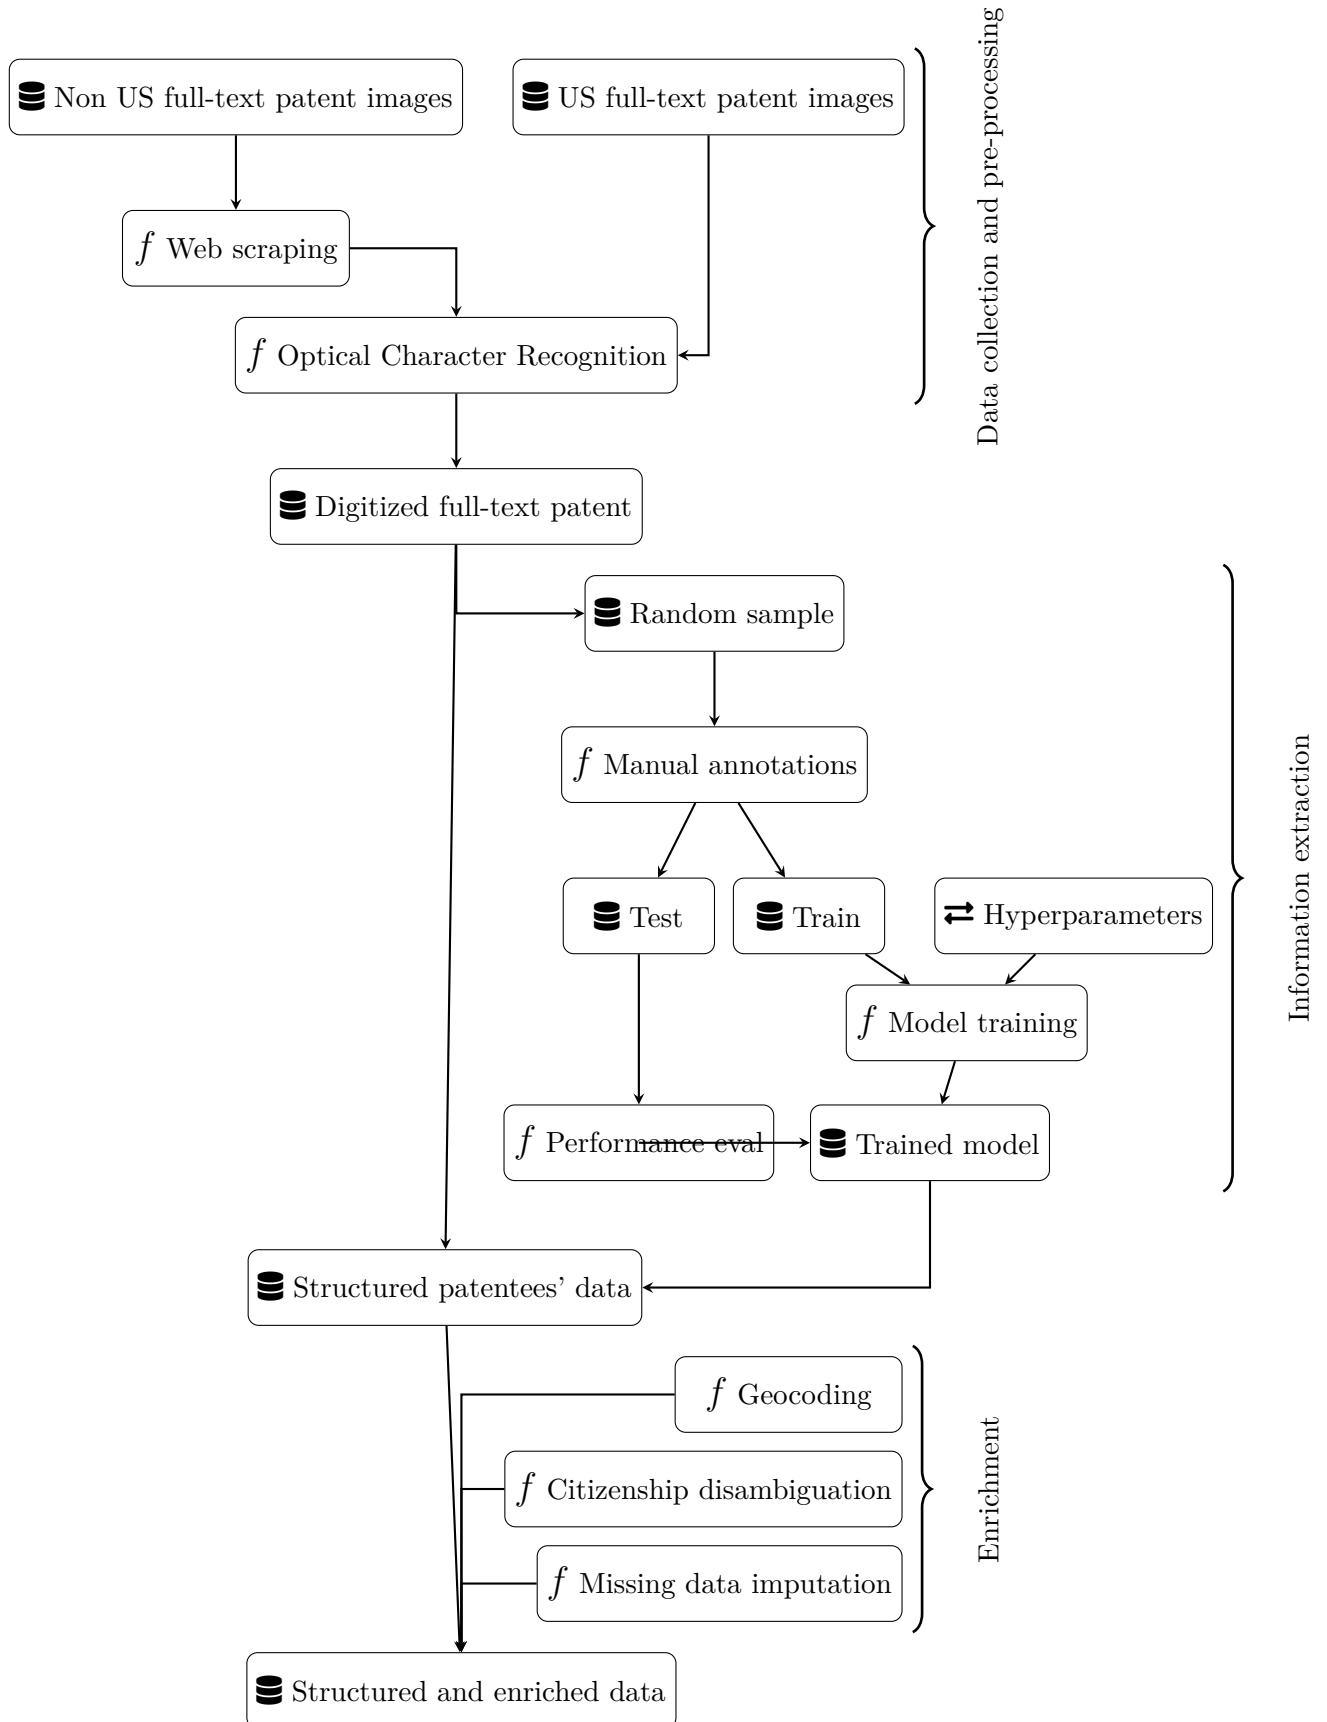 Non US full-text patent images
US full-text patent images
Data collection and pre-processing
f Web scraping
f Optical Character Recognition
Digitized full-text patent
Random sample
f Manual annotations
Test
Train
Hyperparameters
Information extraction
f Model training
f Performance eval
Trained model
Structured patentees’ data
f Geocoding
f Citizenship disambiguation
Enrichment
f Missing data imputation
Structured and enriched data